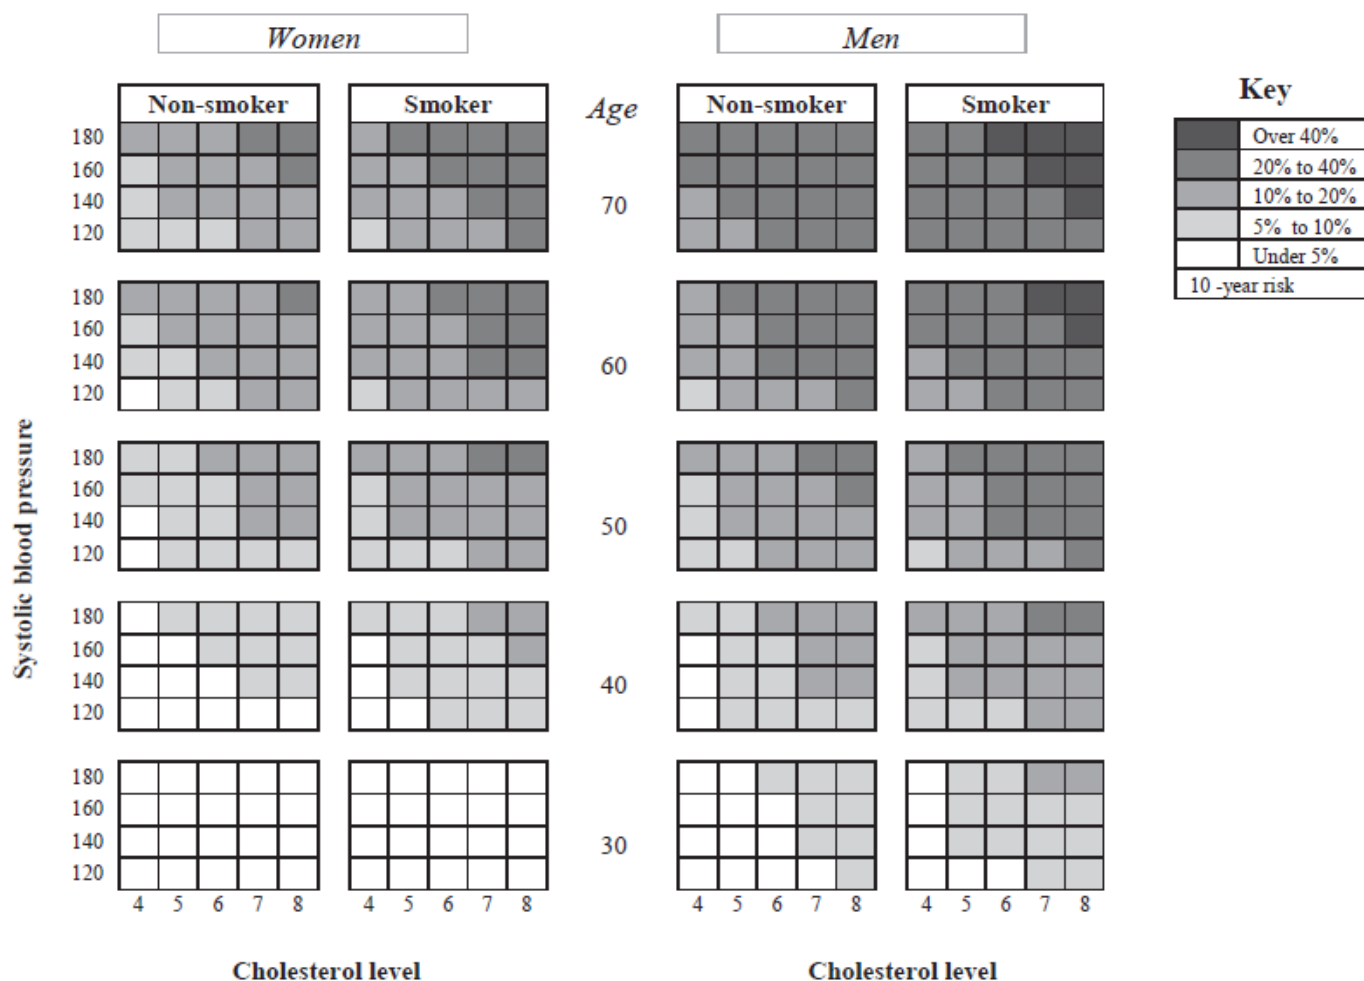 Women Men
Non-smoker Smoker Age Non-smoker Smoker Key
180 Over 40%
160 20% to 40%
140 10% to 20%
70
120 5% to 10%
Under 5%
180 10 -year risk
160
140
60
120
180
160
140
50
120
Systolic blood pressure
180
160
140
40
120
180
160
140
30
120
4 5 6 7 8 4 5 6 7 8 4 5 6 7 8 4 5 6 7 8
Cholesterol level Cholesterol level